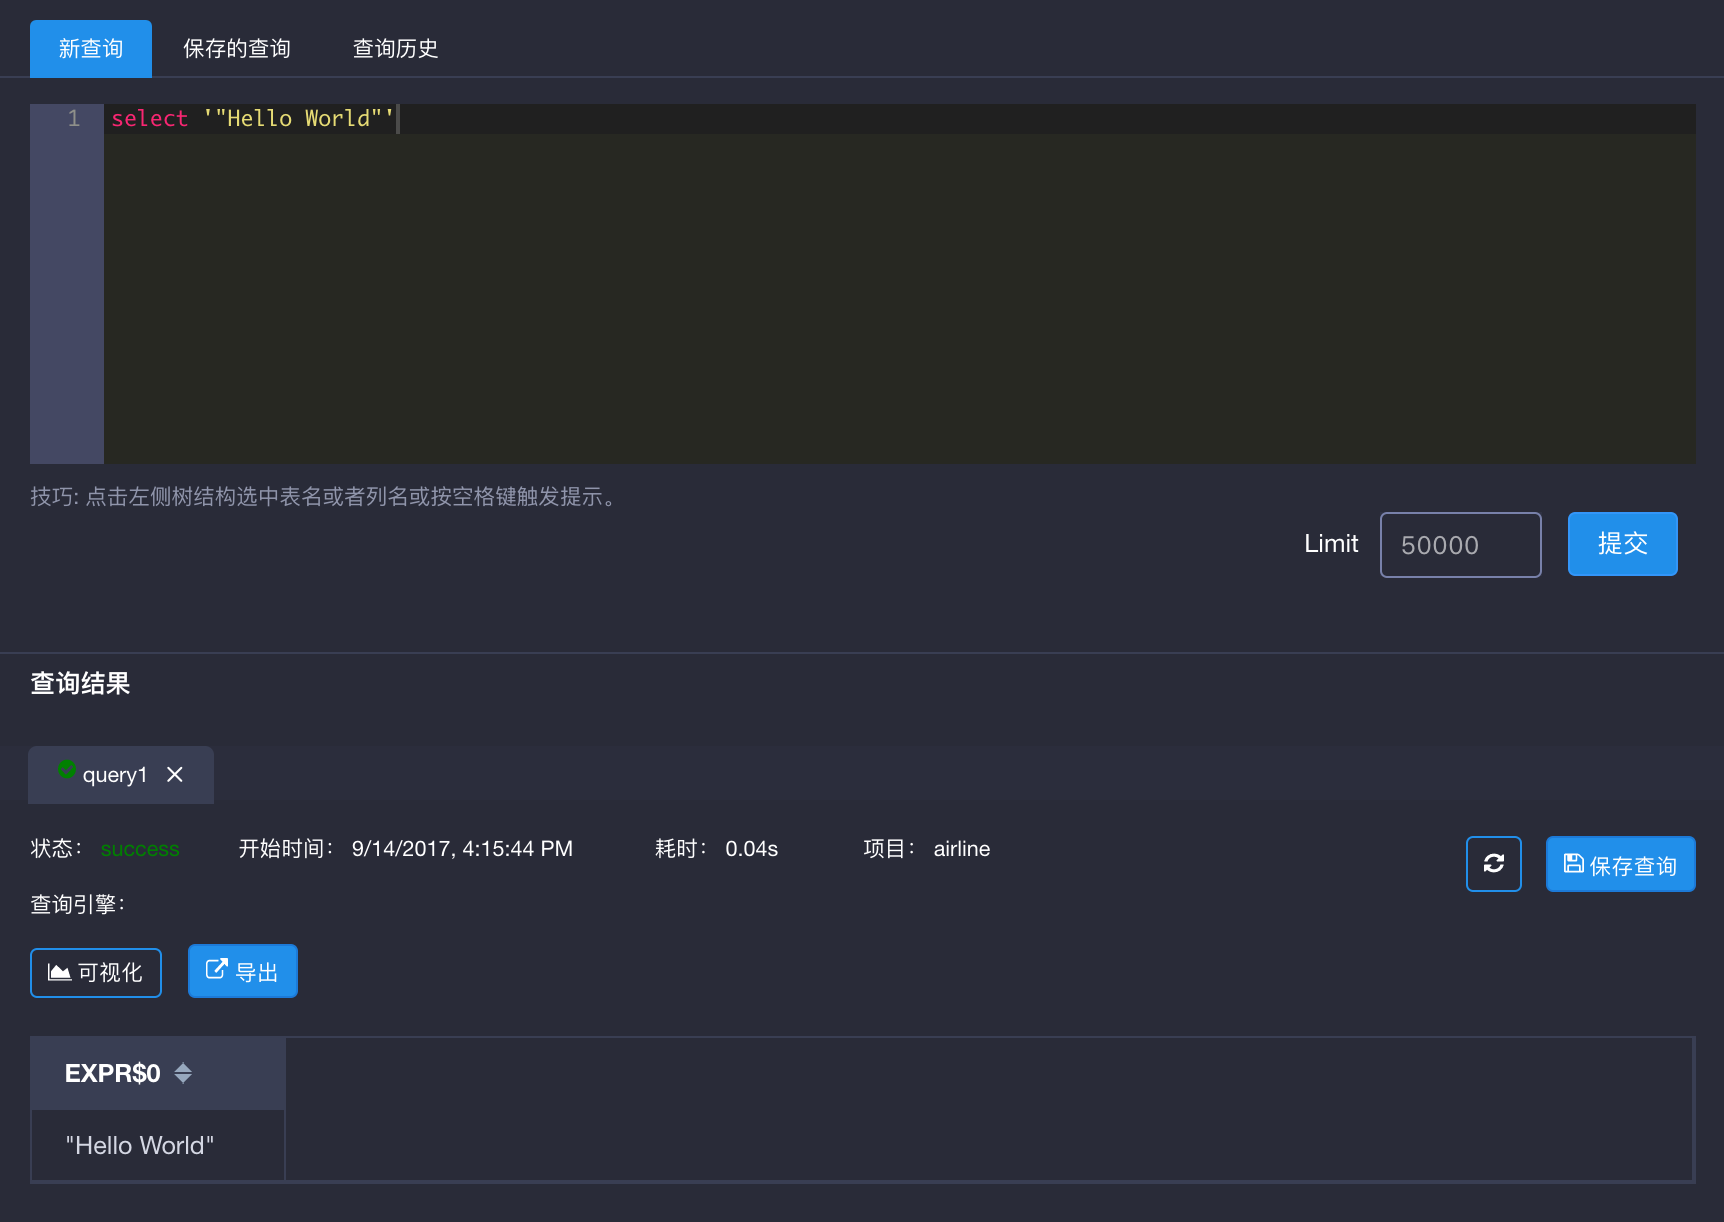 新查询 保存的查询 查询历史
1 select '"Hello World"'
技巧: 点击左侧树结构选中表名或者列名或按空格键触发提示。
Limit 50000 提交
查询结果
query1
状态： success 开始时间： 9/14/2017, 4:15:44 PM 耗时： 0.04s 项目： airline
保存查询
查询引擎：
可视化 导出
EXPR$0
"Hello World"